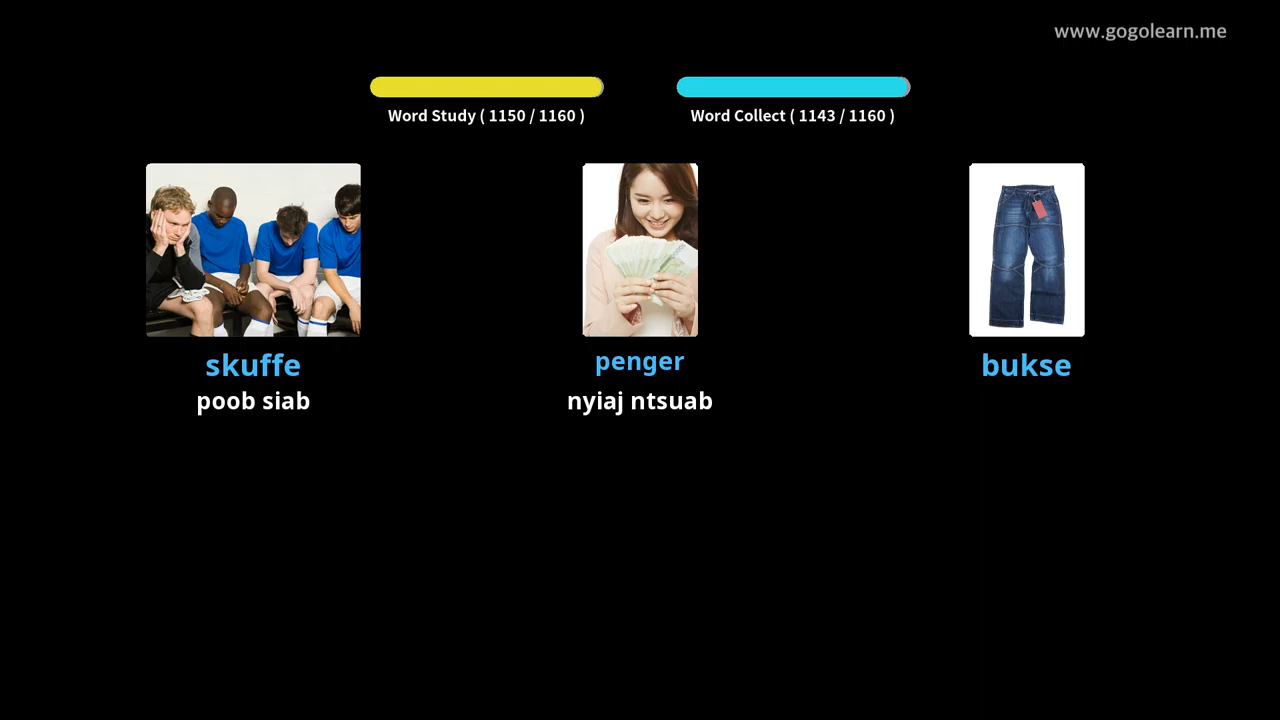 www.gogolearn.me
Word Study ( 1150 / 1160 )
Word Collect ( 1143 / 1160 )
skuffe
poob siab
penger
nyiaj ntsuab
bukse